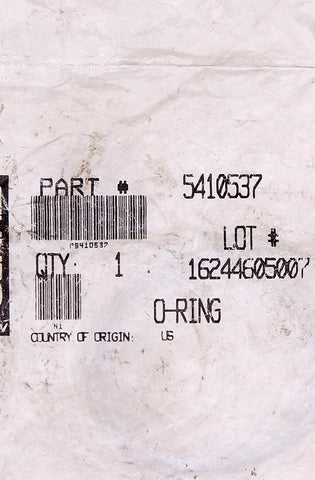 PART # 5410537
P5410537
LOT #
QTY. 1 . 16244605007
O-RING
COUNTRY OF ORIGIN: US